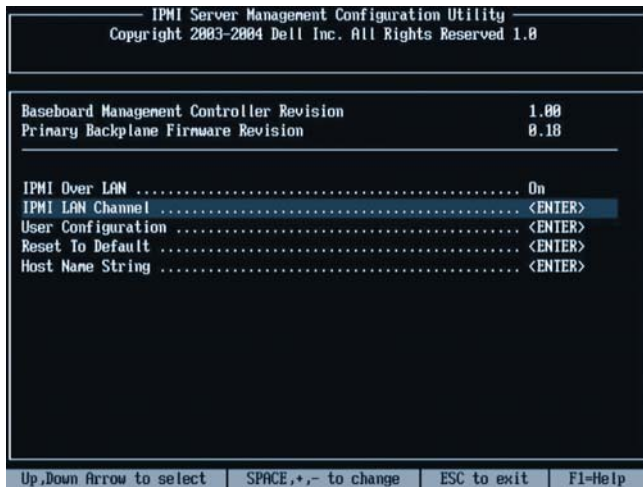 IPMI Server Management Configuration Utility
Copyright 2003-2004 Dell Inc. All Rights Reserved 1.0
Baseboard Management Controller Revision 1.00
Primary Backplane Firmware Revision 0.18
IPMI Over LAN ................................................ On
IPMI LAN Channel ............................................. <ENTER>
User Configuration ........................................... <ENTER>
Reset To Default ............................................. <ENTER>
Host Name String ............................................. <ENTER>
Up,Down Arrow to select SPACE,+,- to change ESC to exit F1=Help